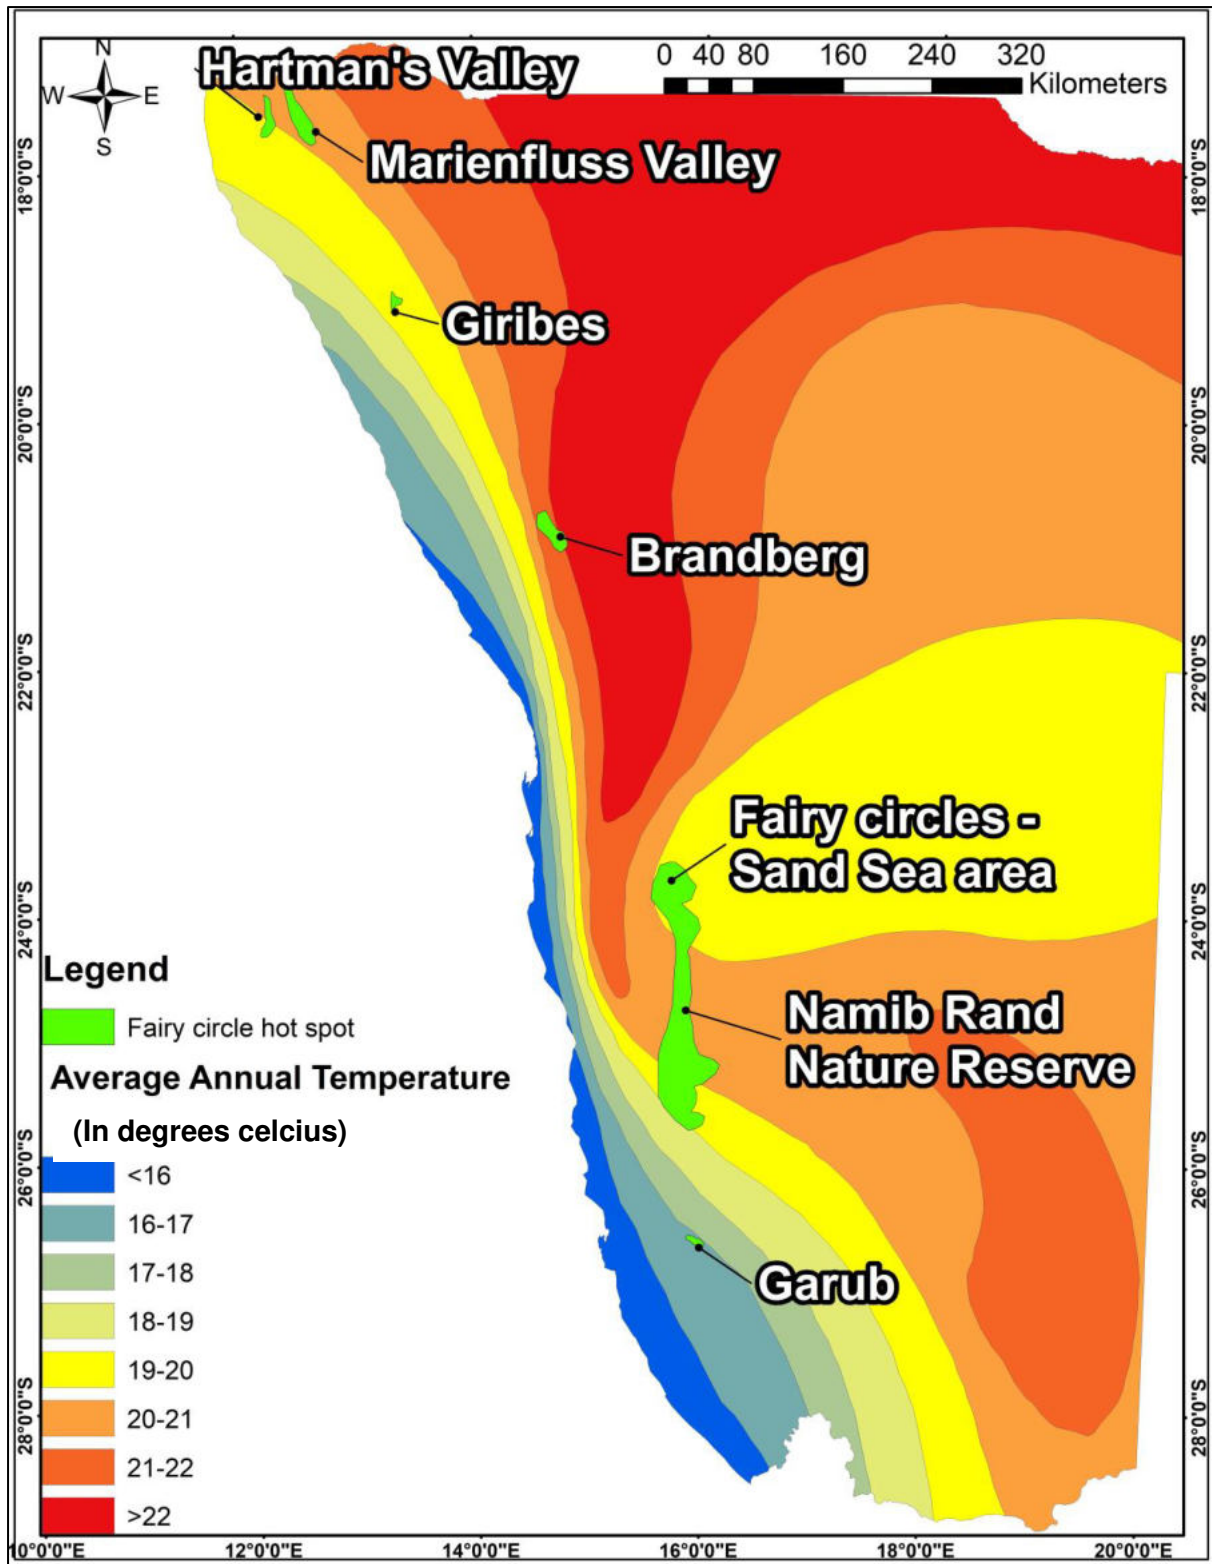 N
W E
S
Hartman's Valley
0 40 80 160 240 320
Kilometers
Marienfluss Valley
Giribes
Brandberg
Fairy circles -
Sand Sea area
Namib Rand
Nature Reserve
Garub
Legend
Fairy circle hot spot
Average Annual Temperature
(In degrees celcius)
<16
16-17
17-18
18-19
19-20
20-21
21-22
>22
18°0'0"S
20°0'0"S
22°0'0"S
24°0'0"S
26°0'0"S
28°0'0"S
18°0'0"S
20°0'0"S
22°0'0"S
24°0'0"S
26°0'0"S
28°0'0"S
10°0'0"E 12°0'0"E 14°0'0"E 16°0'0"E 18°0'0"E 20°0'0"E